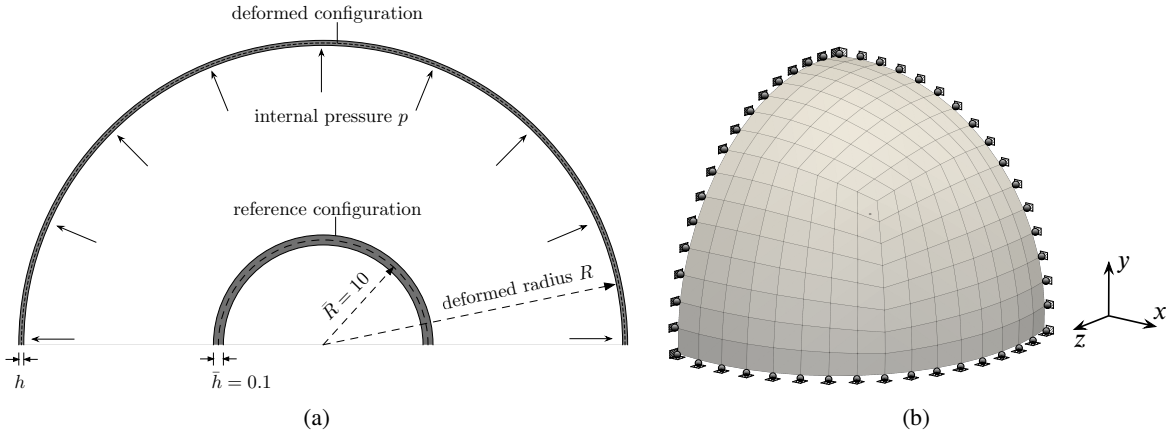 deformed configuration
internal pressure p
reference configuration
R̄ = 10
deformed radius R
h
h̄ = 0.1
(a)
y
x
z
(b)